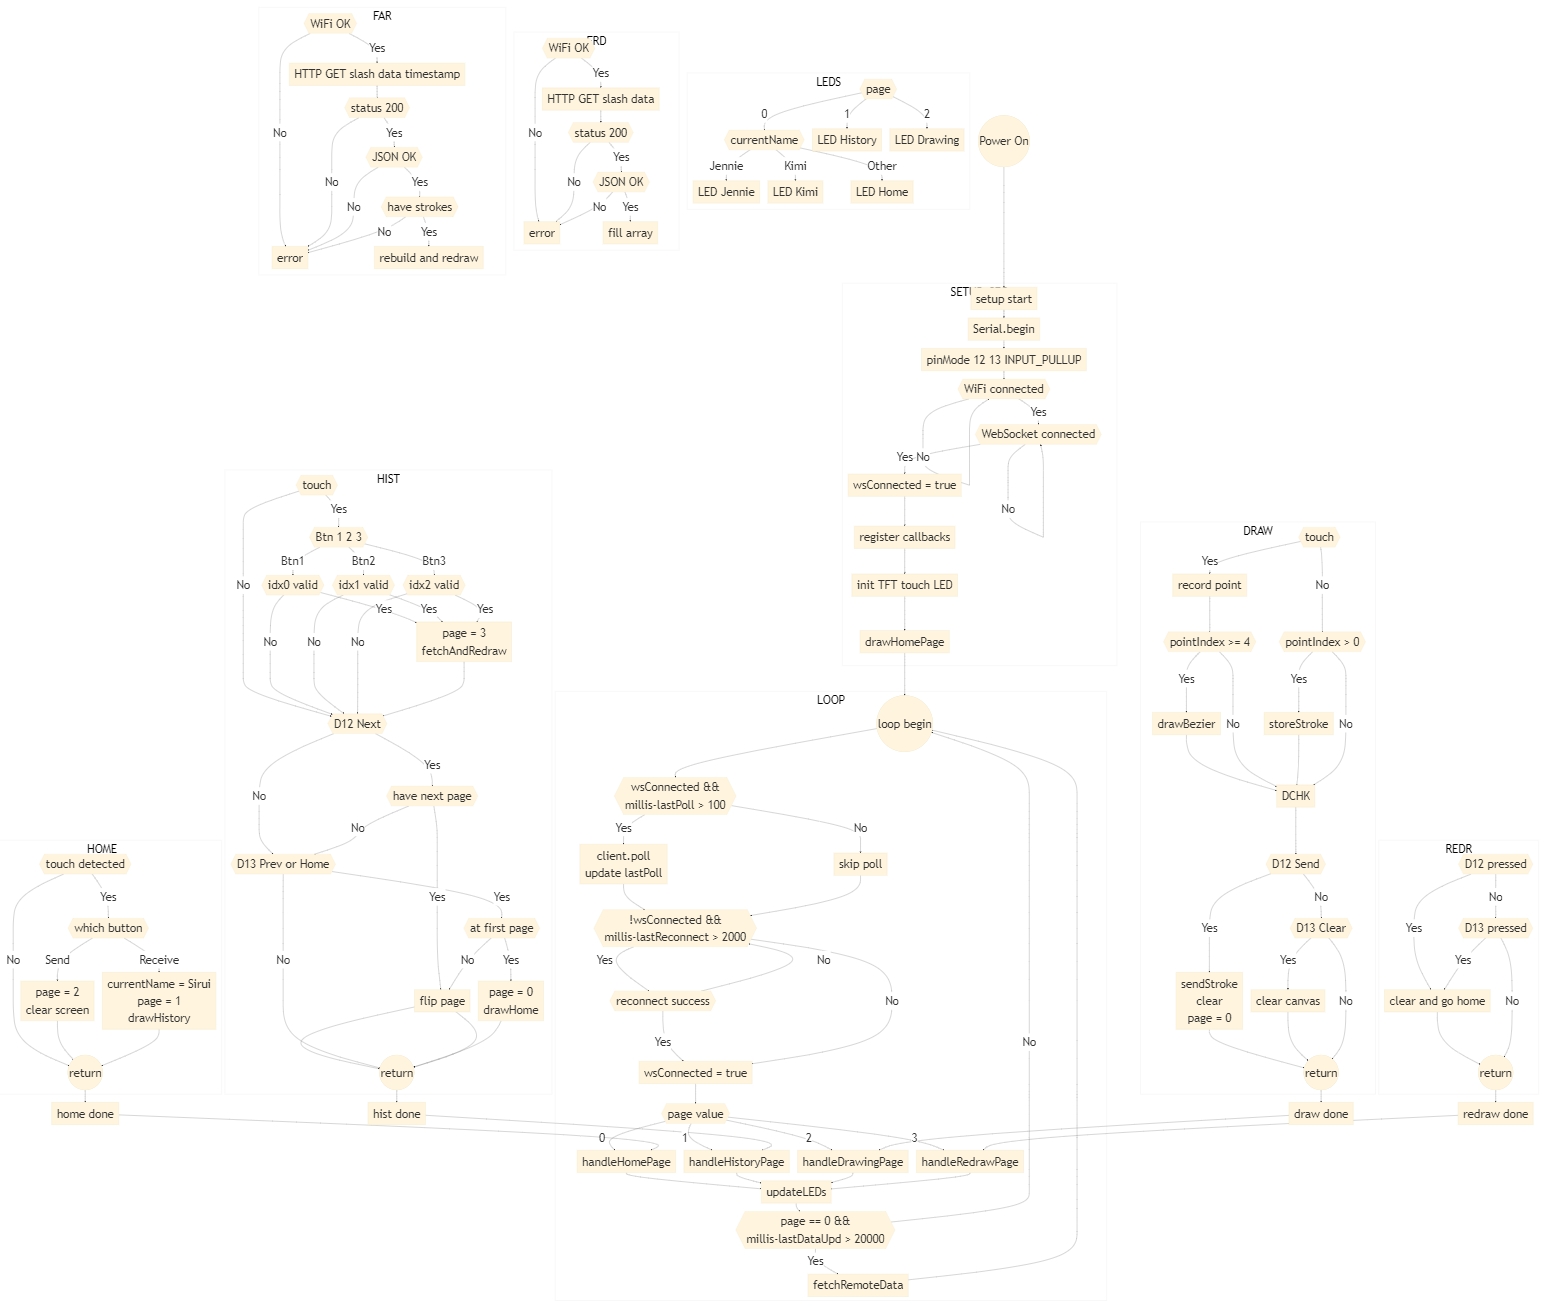 FAR
WiFi OK
Yes
HTTP GET slash data timestamp
status 200
No
Yes
JSON OK
No
Yes
No
have strokes
No
Yes
error
rebuild and redraw
FRD
WiFi OK
Yes
HTTP GET slash data
No
status 200
Yes
No
JSON OK
No
Yes
error
fill array
LEDS
page
0
1
2
currentName
LED History
LED Drawing
Jennie
Kimi
Other
LED Jennie
LED Kimi
LED Home
Power On
setup start
Serial.begin
pinMode 12 13 INPUT_PULLUP
WiFi connected
Yes
WebSocket connected
Yes
No
wsConnected = true
No
register callbacks
init TFT touch LED
drawHomePage
HIST
touch
Yes
Btn 1 2 3
Btn1
Btn2
Btn3
No
idx0 valid
idx1 valid
idx2 valid
Yes
Yes
Yes
No
No
No
page = 3
fetchAndRedraw
D12 Next
Yes
No
have next page
No
D13 Prev or Home
Yes
Yes
at first page
No
No
Yes
flip page
page = 0
drawHome
return
hist done
DRAW
touch
Yes
record point
No
pointIndex >= 4
pointIndex > 0
Yes
Yes
drawBezier
No
storeStroke
No
DCHK
D12 Send
No
Yes
D13 Clear
Yes
sendStroke
clear
page = 0
clear canvas
No
return
draw done
LOOP
loop begin
wsConnected &&
millis-lastPoll > 100
Yes
No
client.poll
update lastPoll
skip poll
!wsConnected &&
millis-lastReconnect > 2000
Yes
No
reconnect success
No
Yes
No
wsConnected = true
page value
0
1
2
3
handleHomePage
handleHistoryPage
handleDrawingPage
handleRedrawPage
updateLEDs
page == 0 &&
millis-lastDataUpd > 20000
Yes
fetchRemoteData
HOME
touch detected
Yes
which button
No
Send
Receive
page = 2
clear screen
currentName = Sirui
page = 1
drawHistory
return
home done
REDR
D12 pressed
No
Yes
D13 pressed
Yes
clear and go home
No
return
redraw done